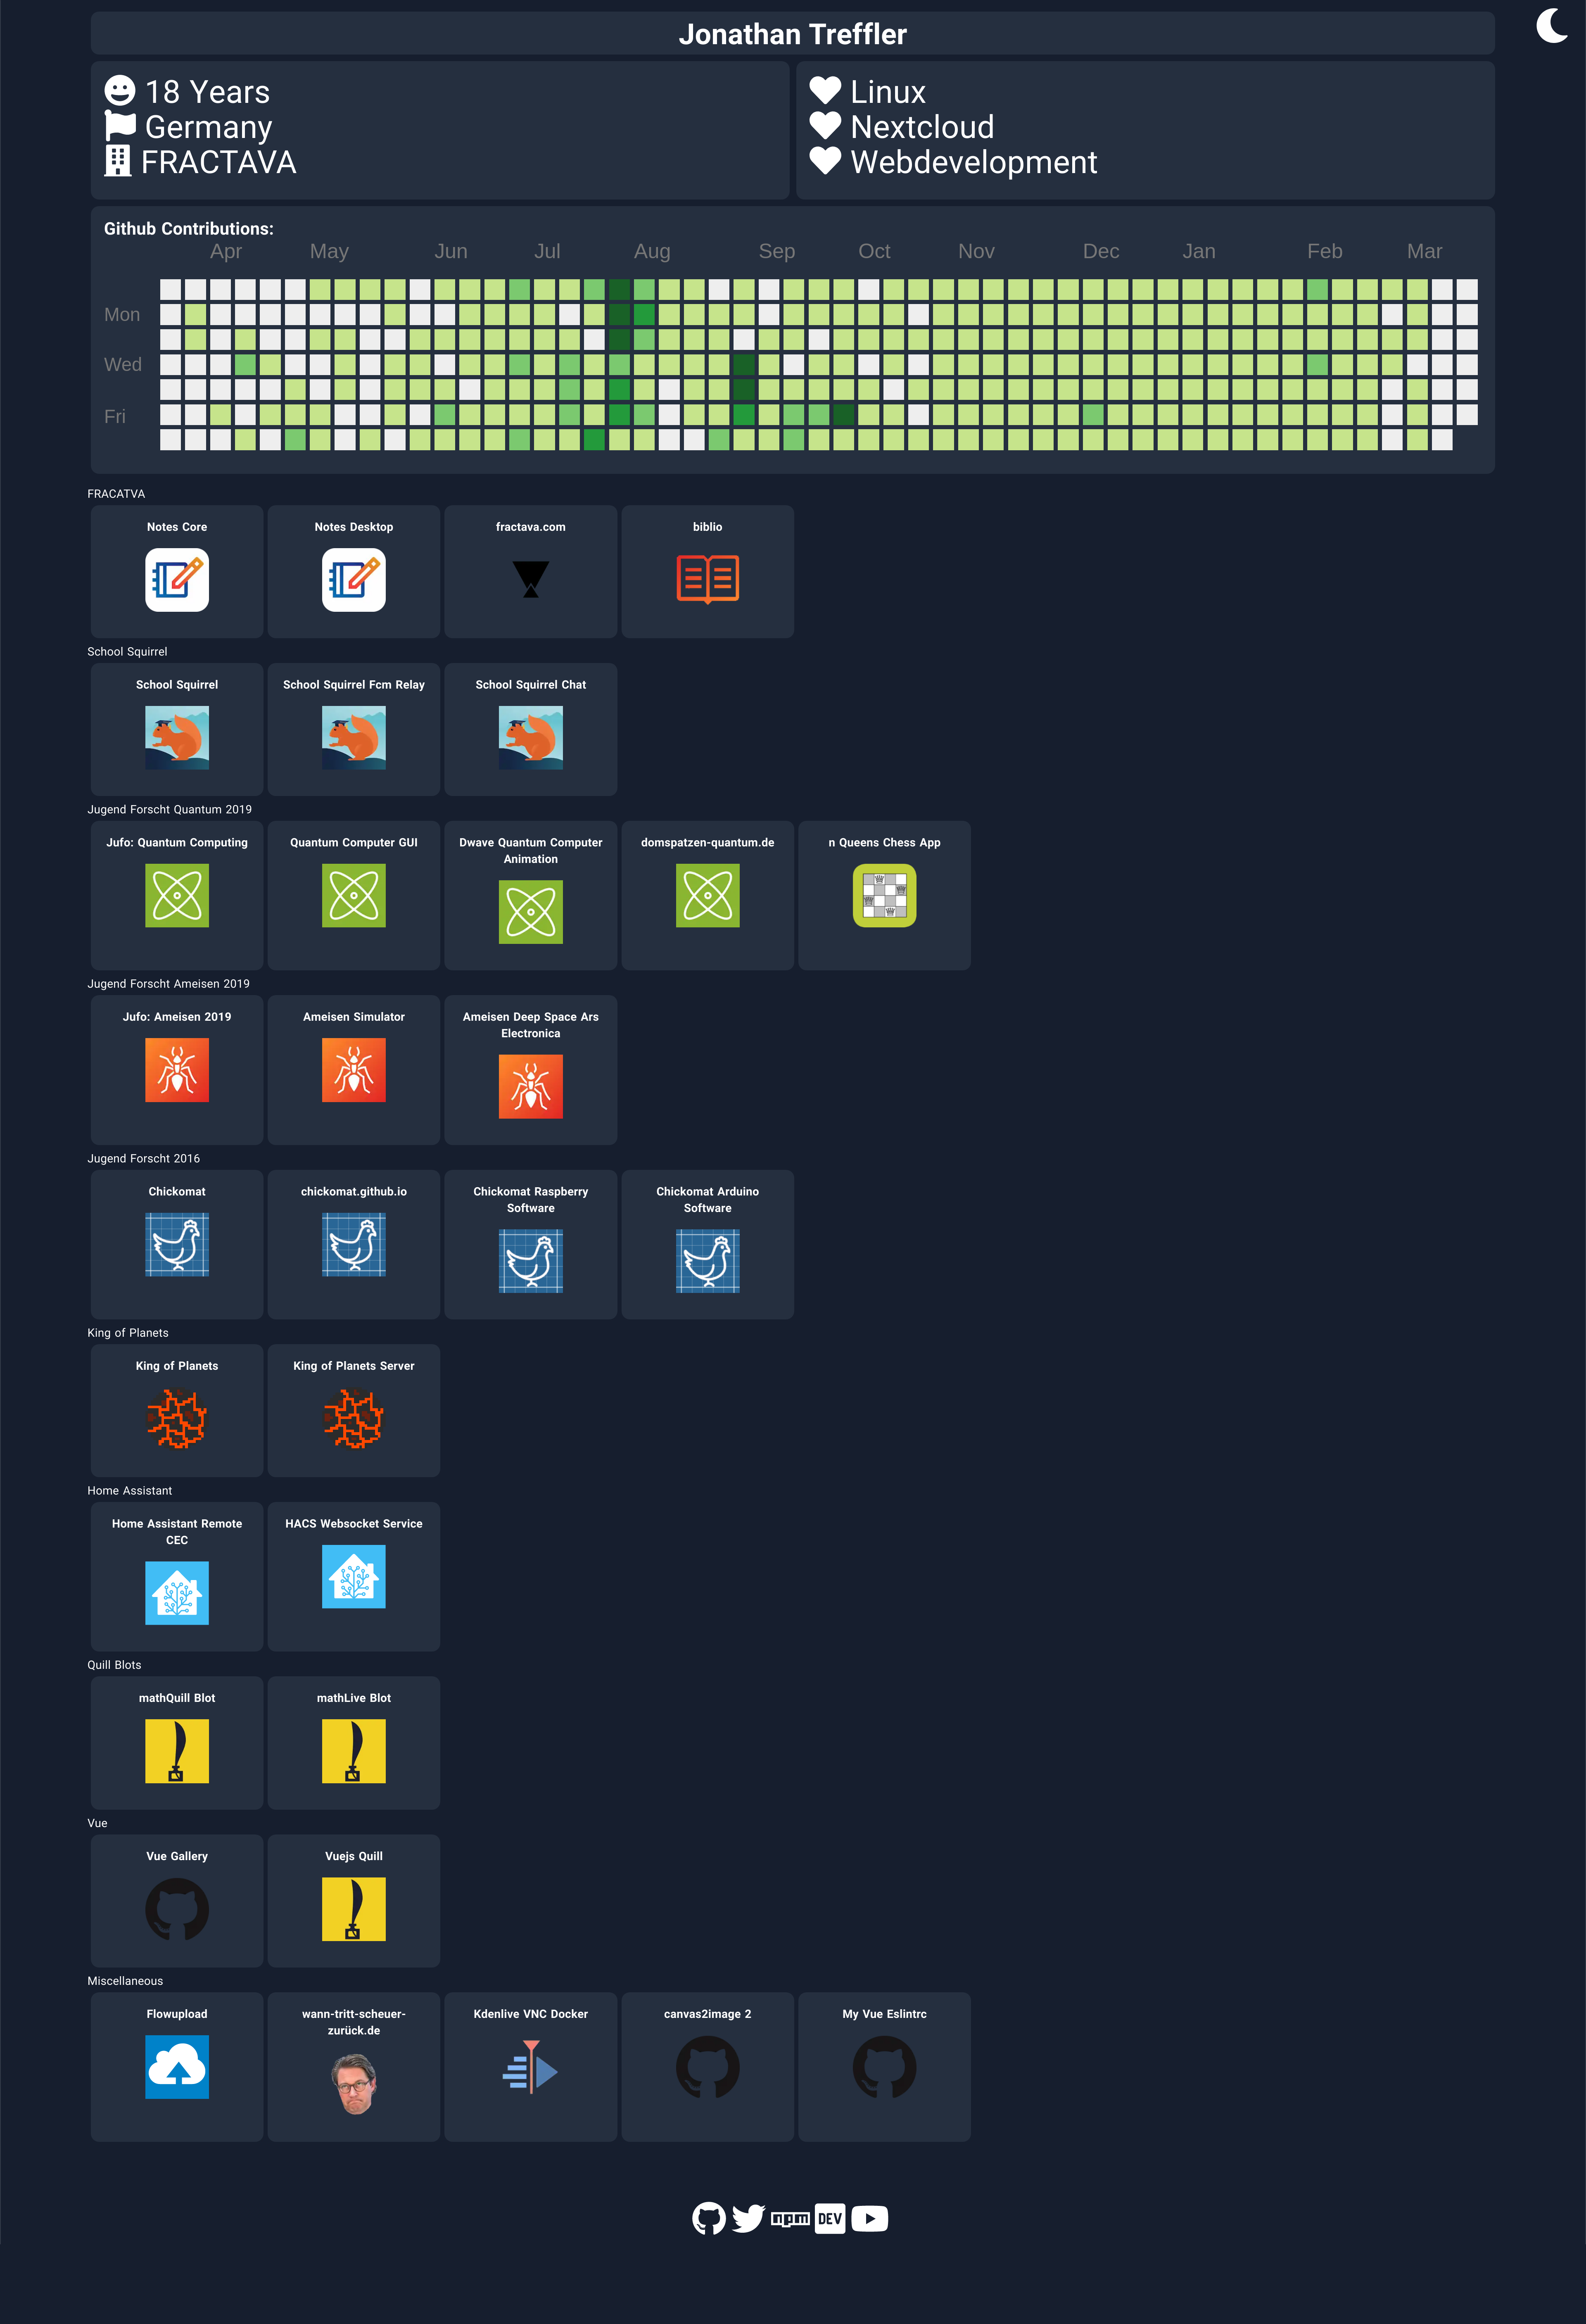 Jonathan Treffler
18 Years
Germany
FRACTAVA
Linux
Nextcloud
Webdevelopment
Github Contributions:
Apr May Jun Jul Aug Sep Oct Nov Dec Jan Feb Mar
Mon
Wed
Fri
FRACATVA
Notes Core
Notes Desktop
fractava.com
biblio
School Squirrel
School Squirrel
School Squirrel Fcm Relay
School Squirrel Chat
Jugend Forscht Quantum 2019
Jufo: Quantum Computing
Quantum Computer GUI
Dwave Quantum Computer
Animation
domspatzen-quantum.de
n Queens Chess App
Jugend Forscht Ameisen 2019
Jufo: Ameisen 2019
Ameisen Simulator
Ameisen Deep Space Ars
Electronica
Jugend Forscht 2016
Chickomat
chickomat.github.io
Chickomat Raspberry
Software
Chickomat Arduino
Software
King of Planets
King of Planets
King of Planets Server
Home Assistant
Home Assistant Remote
CEC
HACS Websocket Service
Quill Blots
mathQuill Blot
mathLive Blot
Vue
Vue Gallery
Vuejs Quill
Miscellaneous
Flowupload
wann-tritt-scheuer-
zurück.de
Kdenlive VNC Docker
canvas2image 2
My Vue Eslintrc
npm
DEV